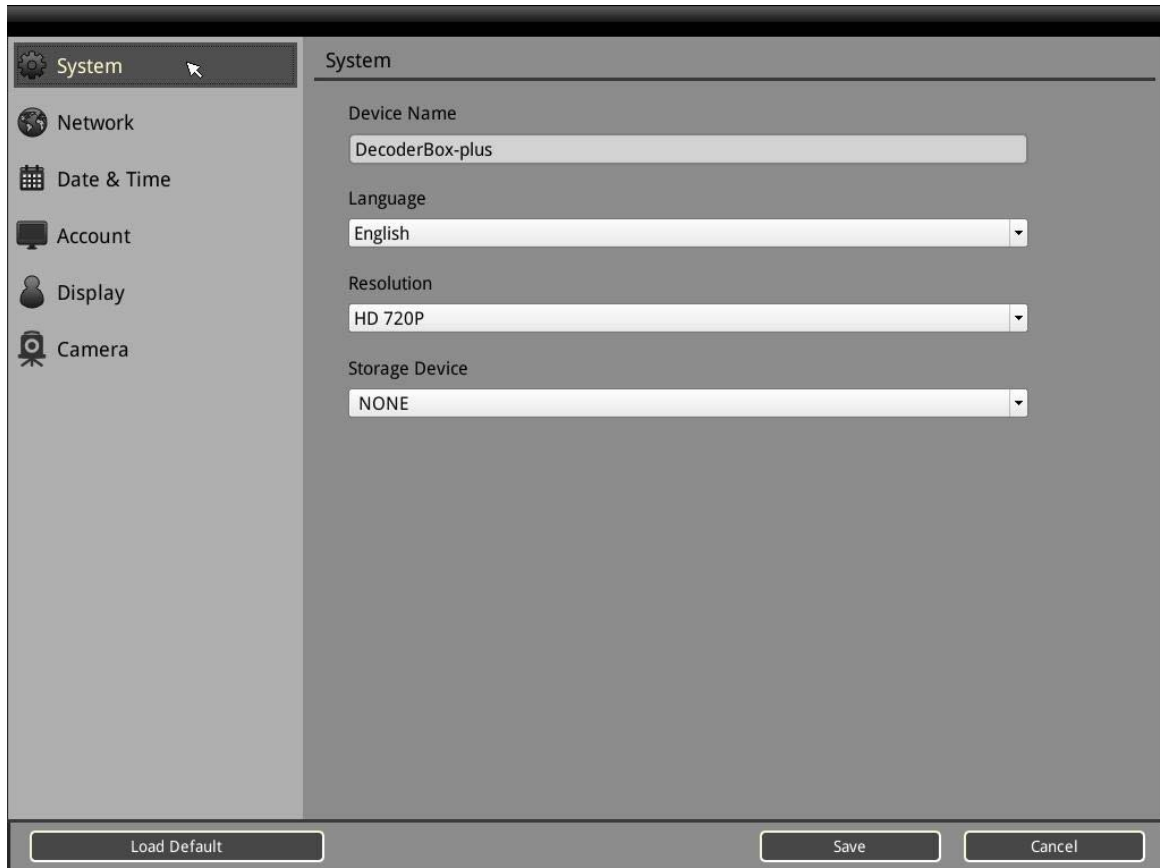 System
Network
Date & Time
Account
Display
Camera
System
Device Name
DecoderBox-plus
Language
English
Resolution
HD 720P
Storage Device
NONE
Load Default
Save
Cancel